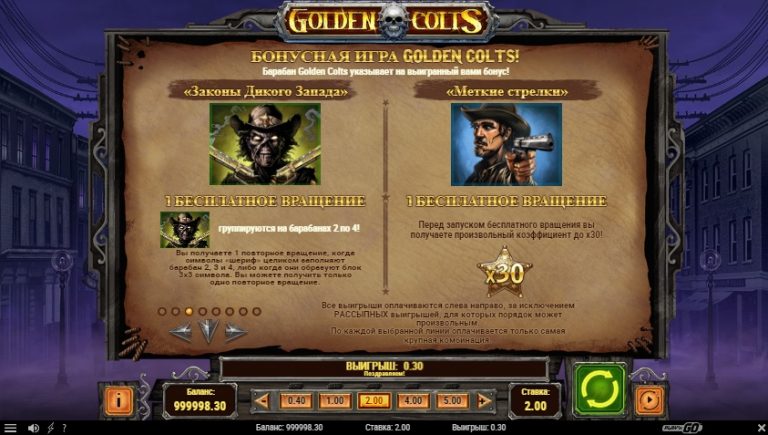 GOLDEN COLTS
БОНУСНАЯ ИГРА GOLDEN COLTS!
Барабан Golden Colts указывает на выигранный вами бонус!
«Законы Дикого Запада»
1 БЕСПЛАТНОЕ ВРАЩЕНИЕ
группируются на барабанах 2 по 4!
Вы получаете 1 повторное вращение, когда
символы «шериф» целиком заполняют
барабан 2, 3 и 4, либо когда они образуют блок
3x3 символа. Вы можете получить только
одно повторное вращение.
«Меткие стрелки»
1 БЕСПЛАТНОЕ ВРАЩЕНИЕ
Перед запуском бесплатного вращения вы
получаете произвольный коэффициент до x30!
x30
Все выигрыши оплачиваются слева направо, за исключением
РАССЫПНЫХ выигрышей, для которых порядок может
произвольным
По каждой выбранной линии оплачивается только самая
крупная комбинация
ВЫИГРЫШ: 0.30
Поздравляем!
Баланс:
999998.30
0.40 1.00 2.00 4.00 5.00
Ставка:
2.00
Баланс: 999998.30 Ставка: 2.00 Выигрыш: 0.30
PLAY'N GO